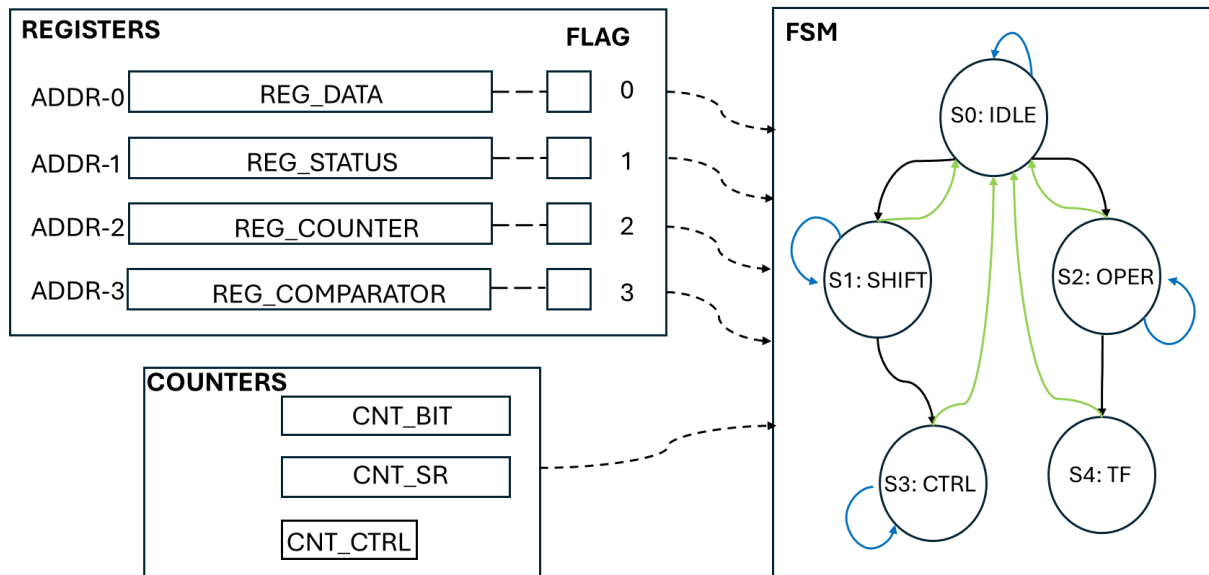 REGISTERS
FLAG
ADDR-0
REG_DATA
0
ADDR-1
REG_STATUS
1
ADDR-2
REG_COUNTER
2
ADDR-3
REG_COMPARATOR
3
COUNTERS
CNT_BIT
CNT_SR
CNT_CTRL
FSM
S0: IDLE
S1: SHIFT
S2: OPER
S3: CTRL
S4: TF